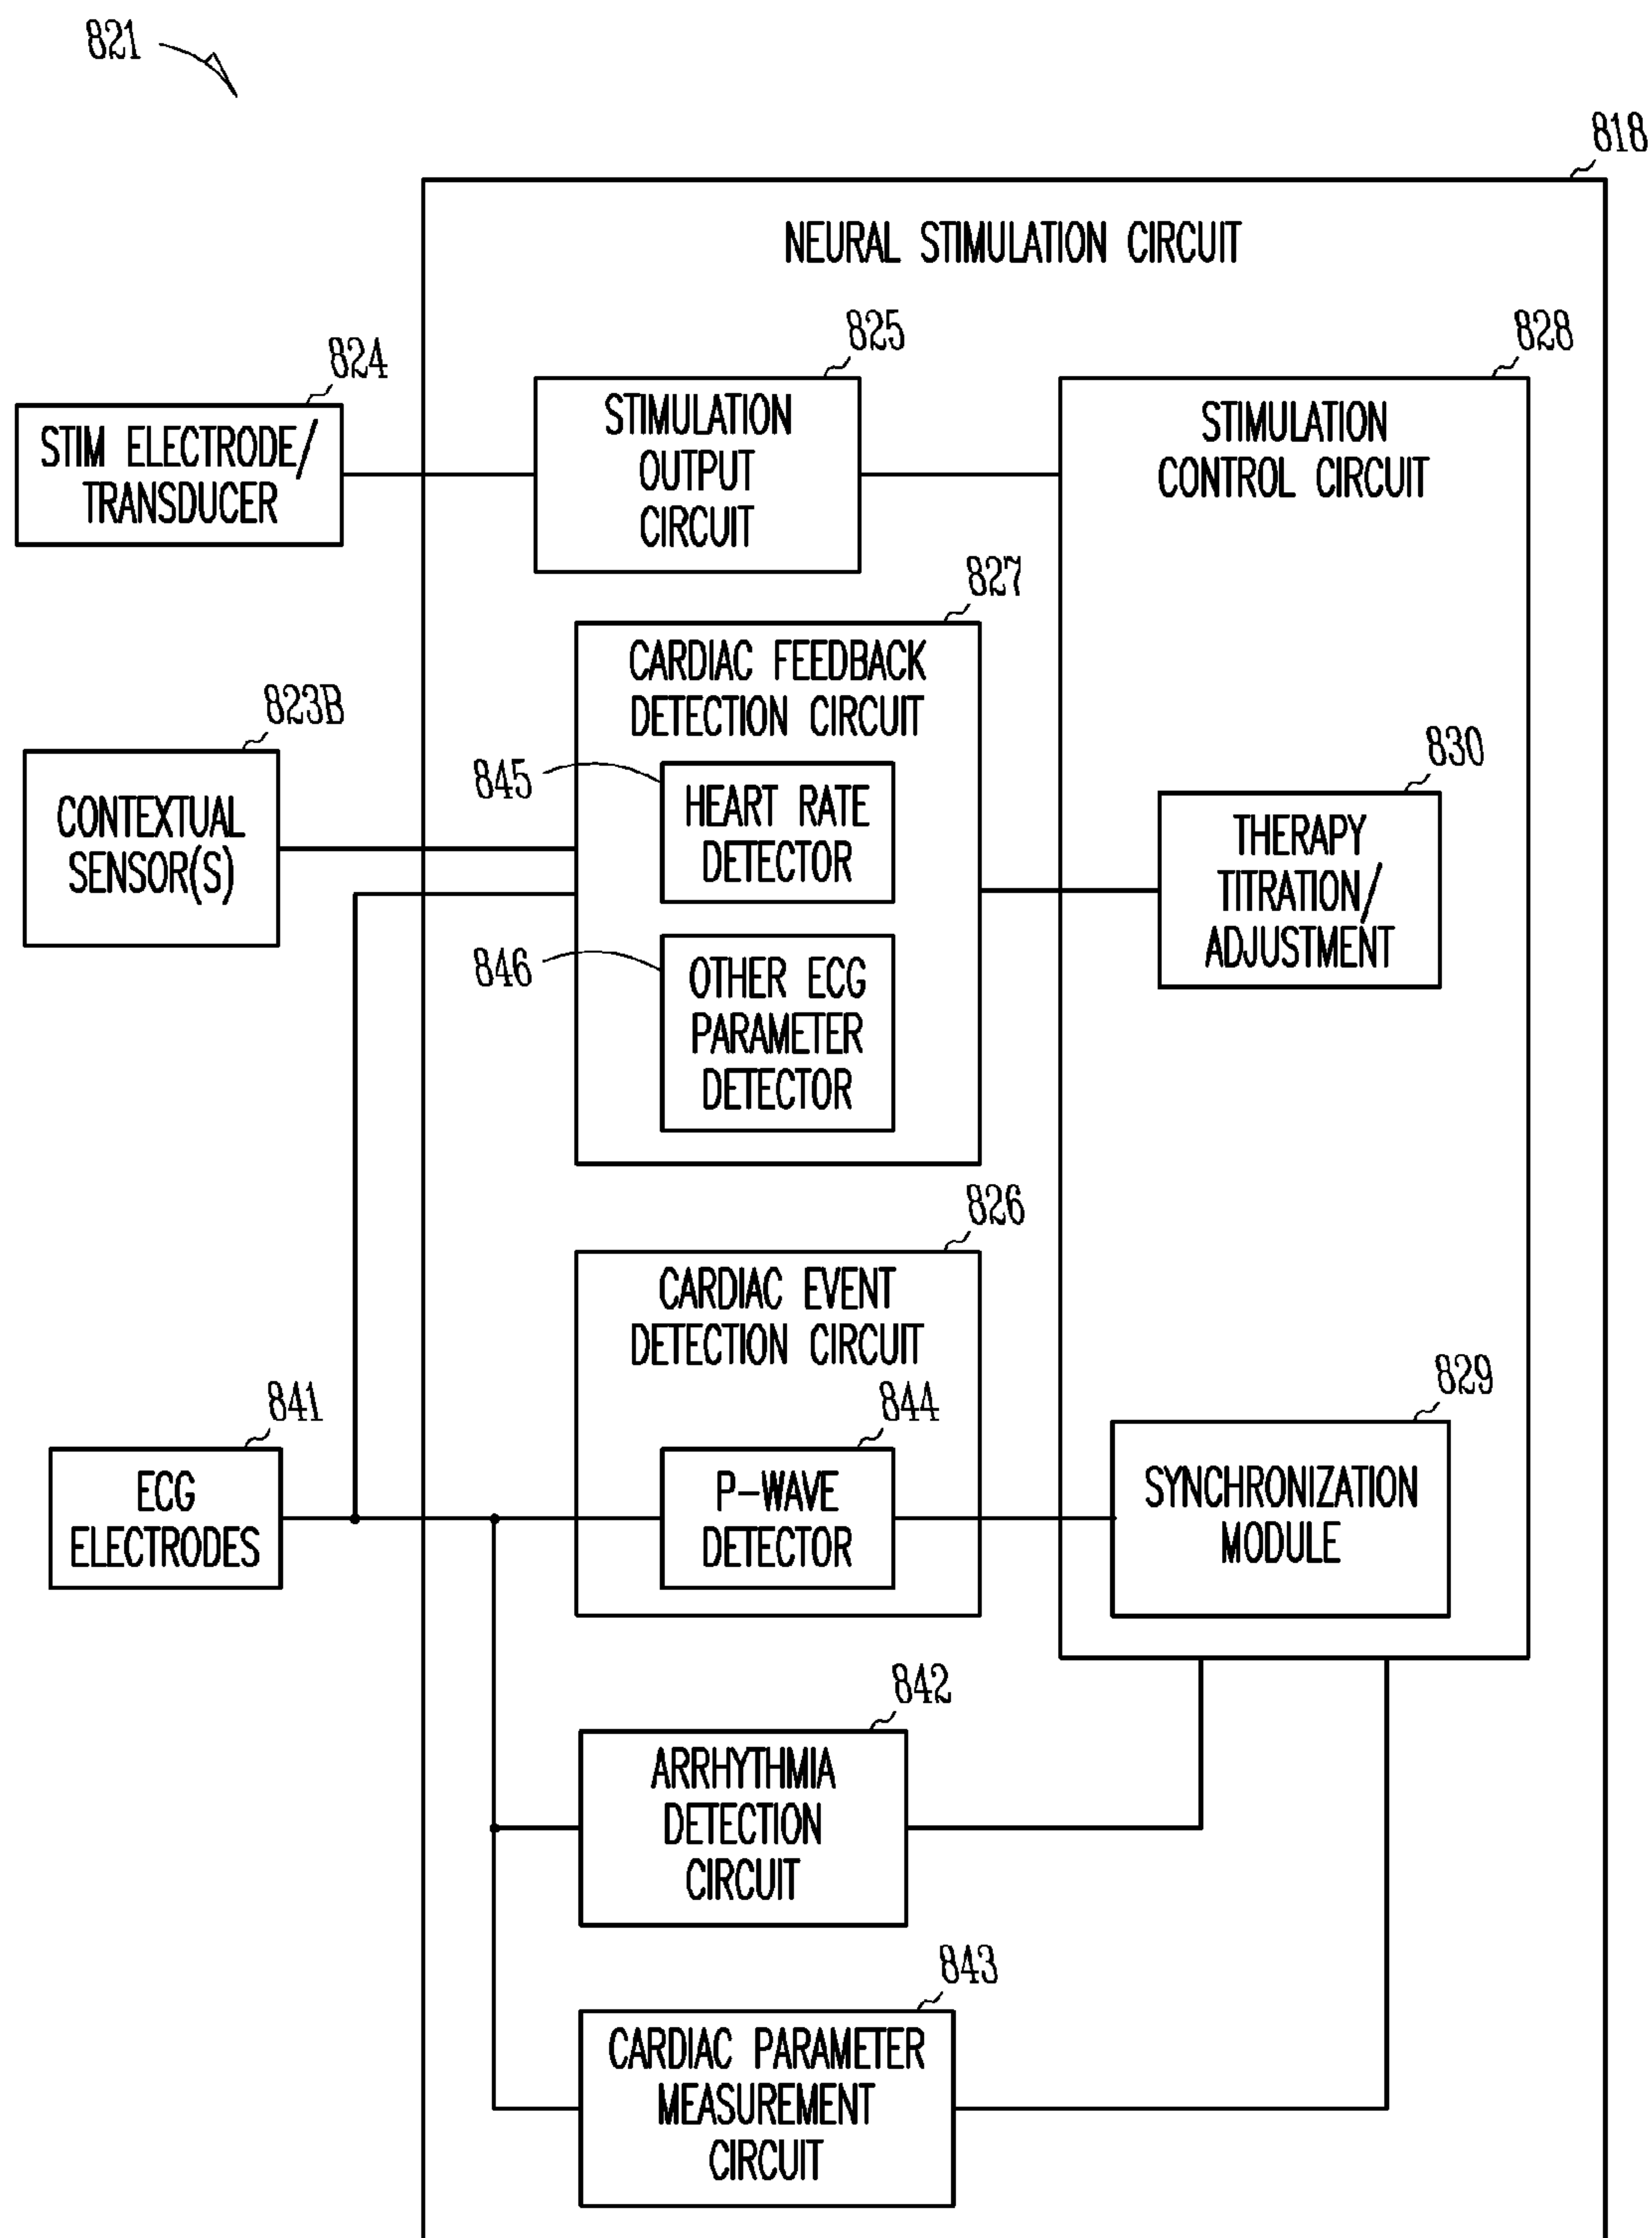 821
818
NEURAL STIMULATION CIRCUIT
824
STIM ELECTRODE/
TRANSDUCER
825
STIMULATION
OUTPUT
CIRCUIT
828
STIMULATION
CONTROL CIRCUIT
827
CARDIAC FEEDBACK
DETECTION CIRCUIT
823B
CONTEXTUAL
SENSOR(S)
845
HEART RATE
DETECTOR
830
THERAPY
TITRATION/
ADJUSTMENT
846
OTHER ECG
PARAMETER
DETECTOR
826
CARDIAC EVENT
DETECTION CIRCUIT
841
ECG
ELECTRODES
844
P-WAVE
DETECTOR
829
SYNCHRONIZATION
MODULE
842
ARRHYTHMIA
DETECTION
CIRCUIT
843
CARDIAC PARAMETER
MEASUREMENT
CIRCUIT